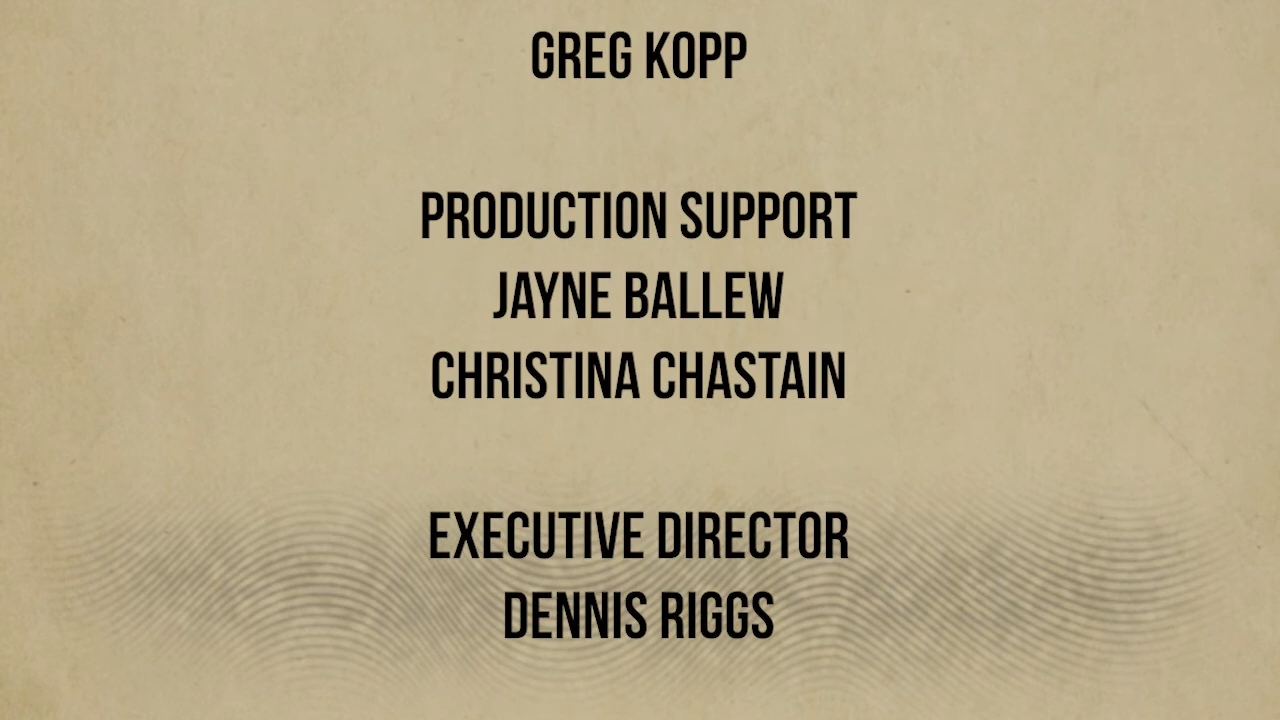 GREG KOPP
PRODUCTION SUPPORT
JAYNE BALLEW
CHRISTINA CHASTAIN
EXECUTIVE DIRECTOR
DENNIS RIGGS